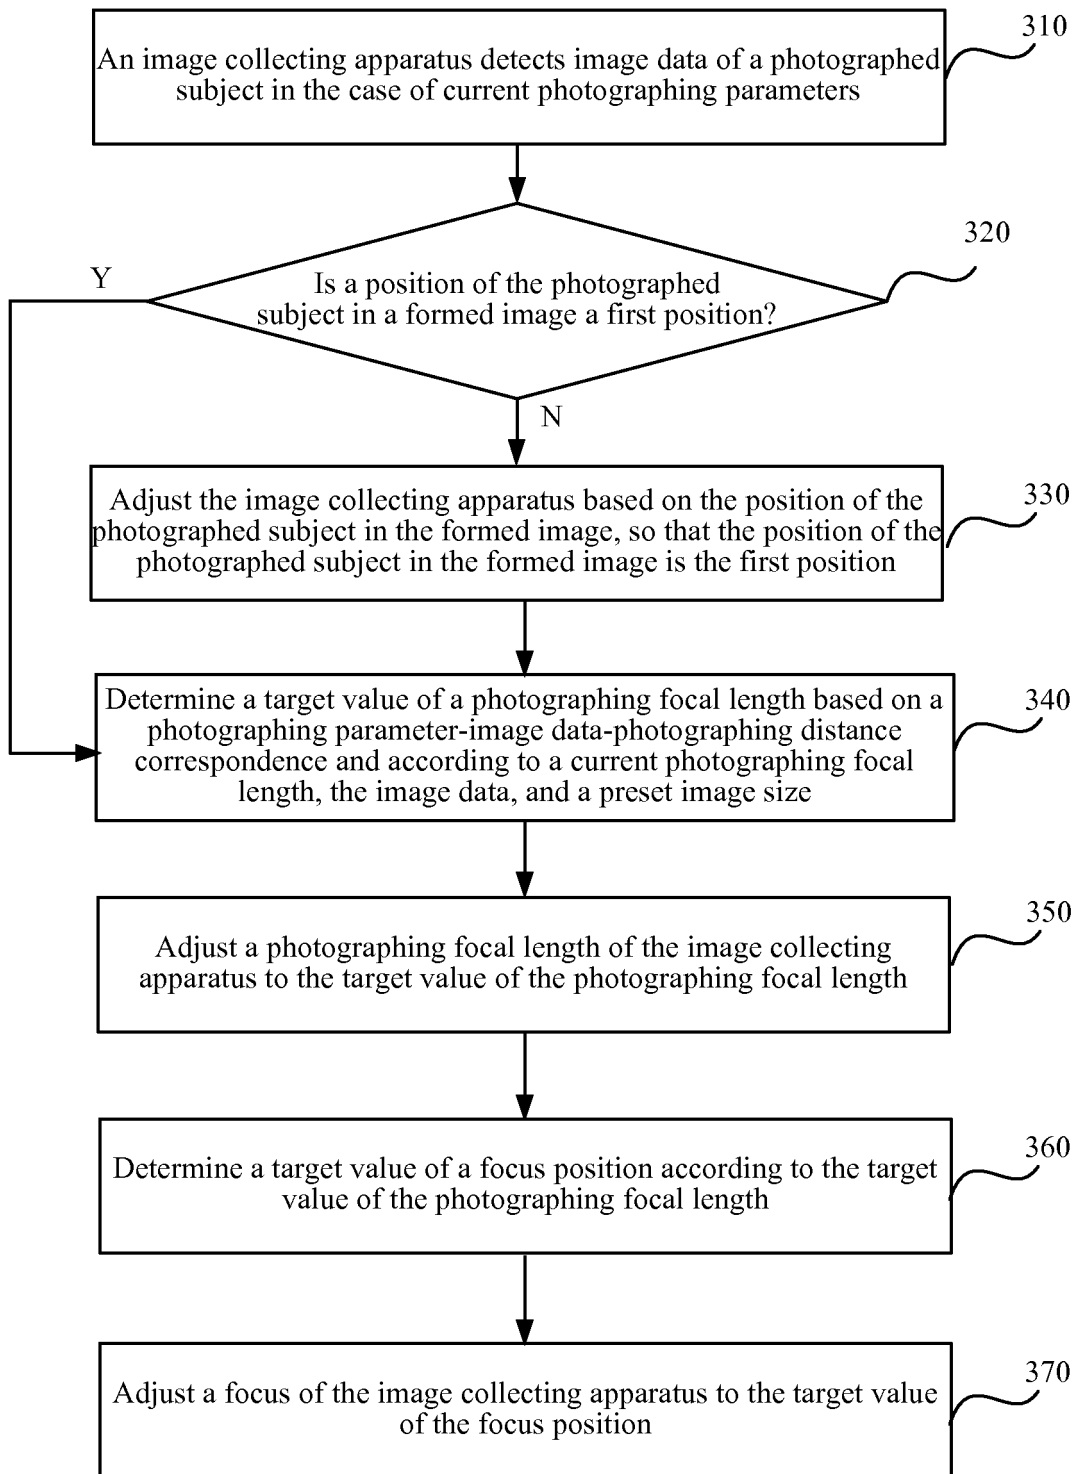 310
An image collecting apparatus detects image data of a photographed
subject in the case of current photographing parameters
320
Y
Is a position of the photographed
subject in a formed image a first position?
N
330
Adjust the image collecting apparatus based on the position of the
photographed subject in the formed image, so that the position of the
photographed subject in the formed image is the first position
340
Determine a target value of a photographing focal length based on a
photographing parameter-image data-photographing distance
correspondence and according to a current photographing focal
length, the image data, and a preset image size
350
Adjust a photographing focal length of the image collecting
apparatus to the target value of the photographing focal length
360
Determine a target value of a focus position according to the target
value of the photographing focal length
370
Adjust a focus of the image collecting apparatus to the target value
of the focus position